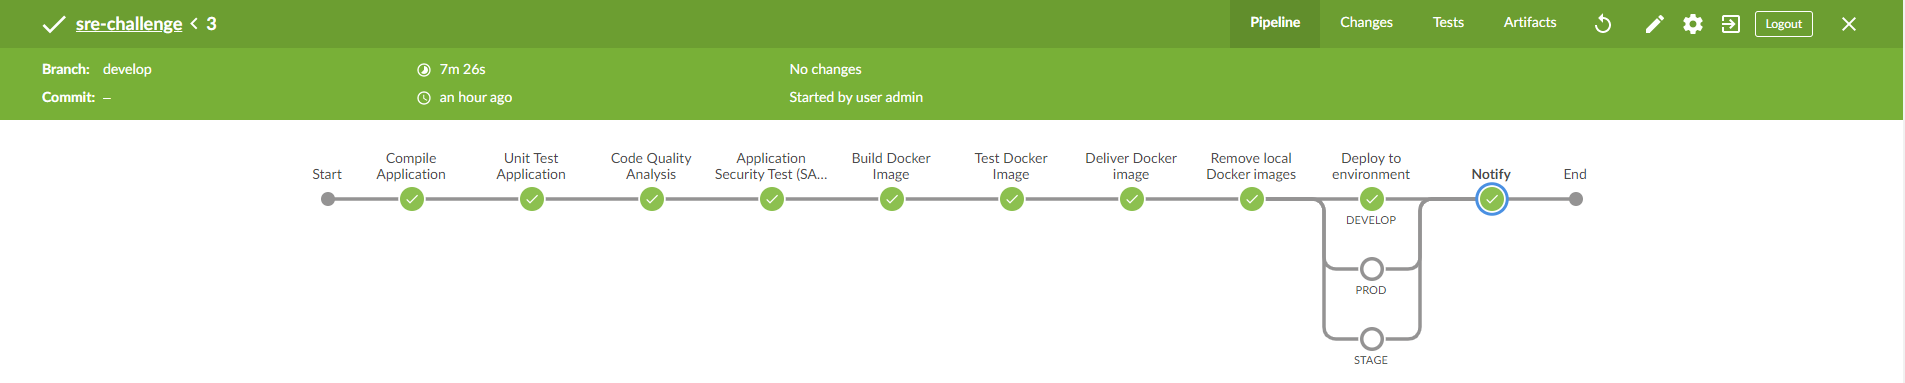 sre-challenge < 3
Pipeline Changes Tests Artifacts Logout
Branch: develop 7m 26s No changes
Commit: – an hour ago Started by user admin
Start
Compile
Application
Unit Test
Application
Code Quality
Analysis
Application
Security Test (SA...
Build Docker
Image
Test Docker
Image
Deliver Docker
image
Remove local
Docker images
Deploy to
environment
Notify
End
DEVELOP
PROD
STAGE